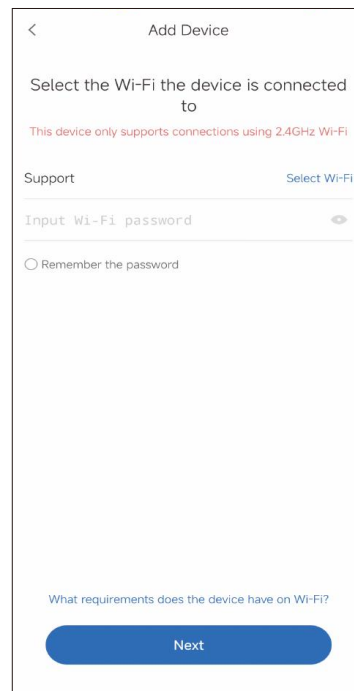 Add Device
Select the Wi-Fi the device is connected
to
This device only supports connections using 2.4GHz Wi-Fi
Support Select Wi-Fi
Input Wi-Fi password
Remember the password
What requirements does the device have on Wi-Fi?
Next